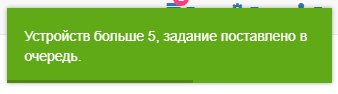 Устройств больше 5, задание поставлено в
очередь.